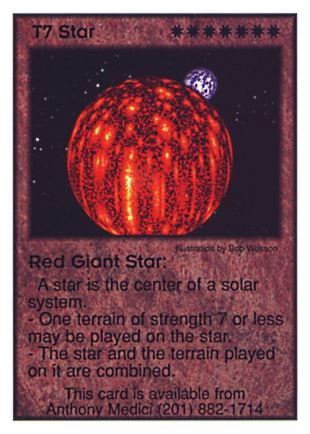 T7 Star
Illustration by Bob Wesson
Red Giant Star:
A star is the center of a solar
system.
- One terrain of strength 7 or less
may be played on the star.
- The star and the terrain played
on it are combined.
This card is available from
Anthony Medici (201) 882-1714